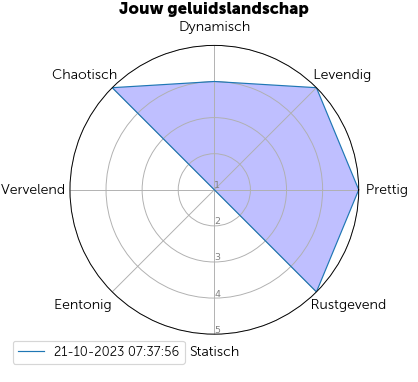 Jouw geluidslandschap
Dynamisch
Chaotisch
Levendig
Vervelend
Prettig
1
2
3
4
5
Eentonig
Rustgevend
Statisch
21-10-2023 07:37:56